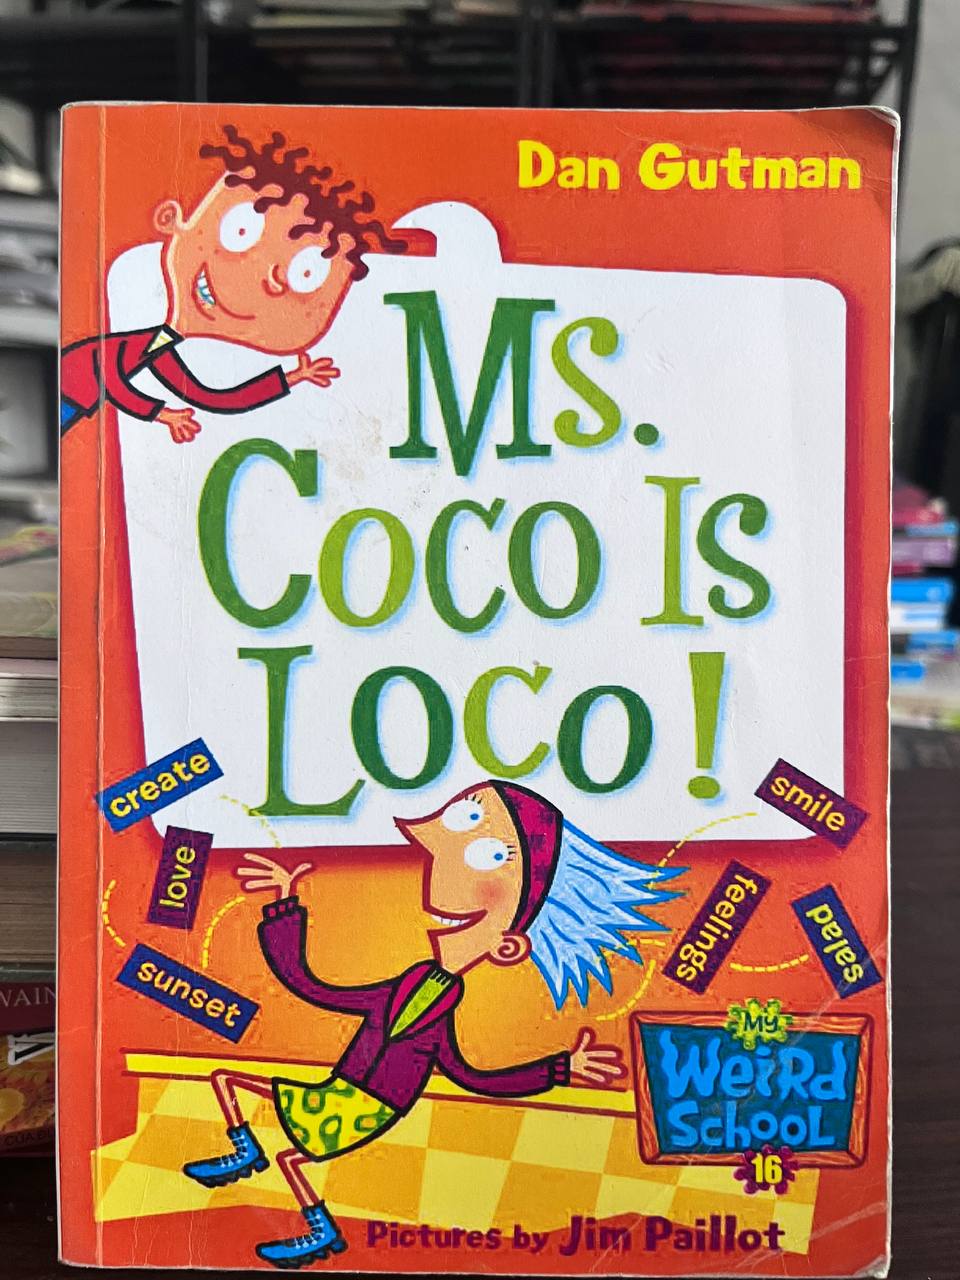 Dan Gutman
Ms.
Coco Is
Loco!
create
love
sunset
smile
feelings
salad
My
Weird
School
16
Pictures by Jim Paillot